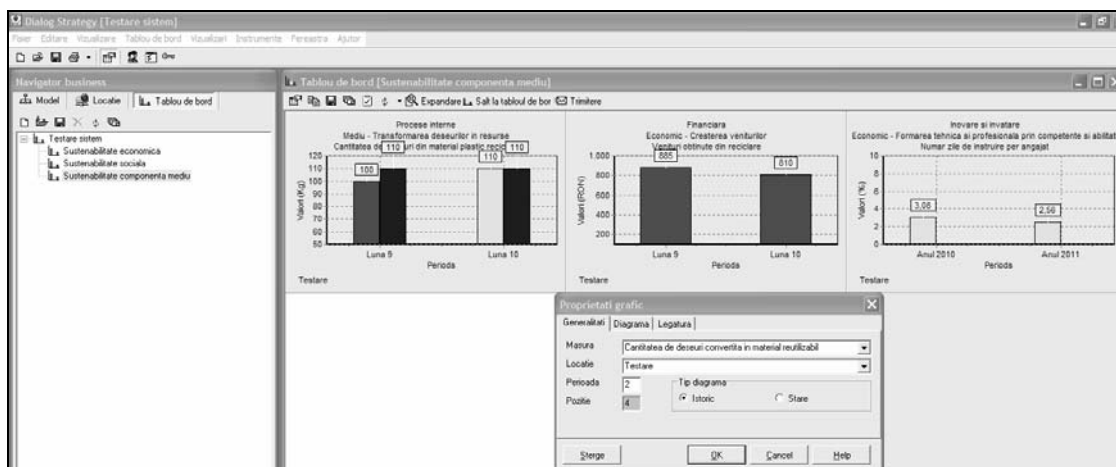 Dialog Strategy [Testare sistem]
Fisier Editare Vizualizare Tablou de bord Vizualizari Instrumente Fereastra Ajutor
Navigator business
Model Locatie Tablou de bord
Testare sistem
Sustenabilitate economica
Sustenabilitate sociala
Sustenabilitate componenta mediu
Tablou de bord [Sustenabilitate componenta mediu]
Expandare Salt la tabloul de bor Trimitere
Procese interne
Mediu - Transformarea deseurilor in resurse
Cantitatea de uri din material plastic reci
Valori (Kg)
120
110
100
90
80
70
60
50
100
110
110
110
Luna 9
Luna 10
Perioda
Testare
Financiara
Economic - Cresterea veniturilor
Venituri obtinute din reciclare
Valori (RON)
1.000
800
600
400
200
885
810
Luna 9
Luna 10
Perioda
Testare
Inovare si invatare
Economic - Formarea tehnica si profesionala prin competente si abilitat
Numar zile de instruire per angajat
Valori (%)
10
8
6
4
2
0
3,08
2,56
Anul 2010
Anul 2011
Perioda
Testare
Proprietati grafic
Generalitati Diagrama Legatura
Masura Cantitatea de deseuri convertita in material reutilizabil
Locatie Testare
Perioada 2
Pozitie 4
Tip diagrama
Istoric Stare
Sterge OK Cancel Help